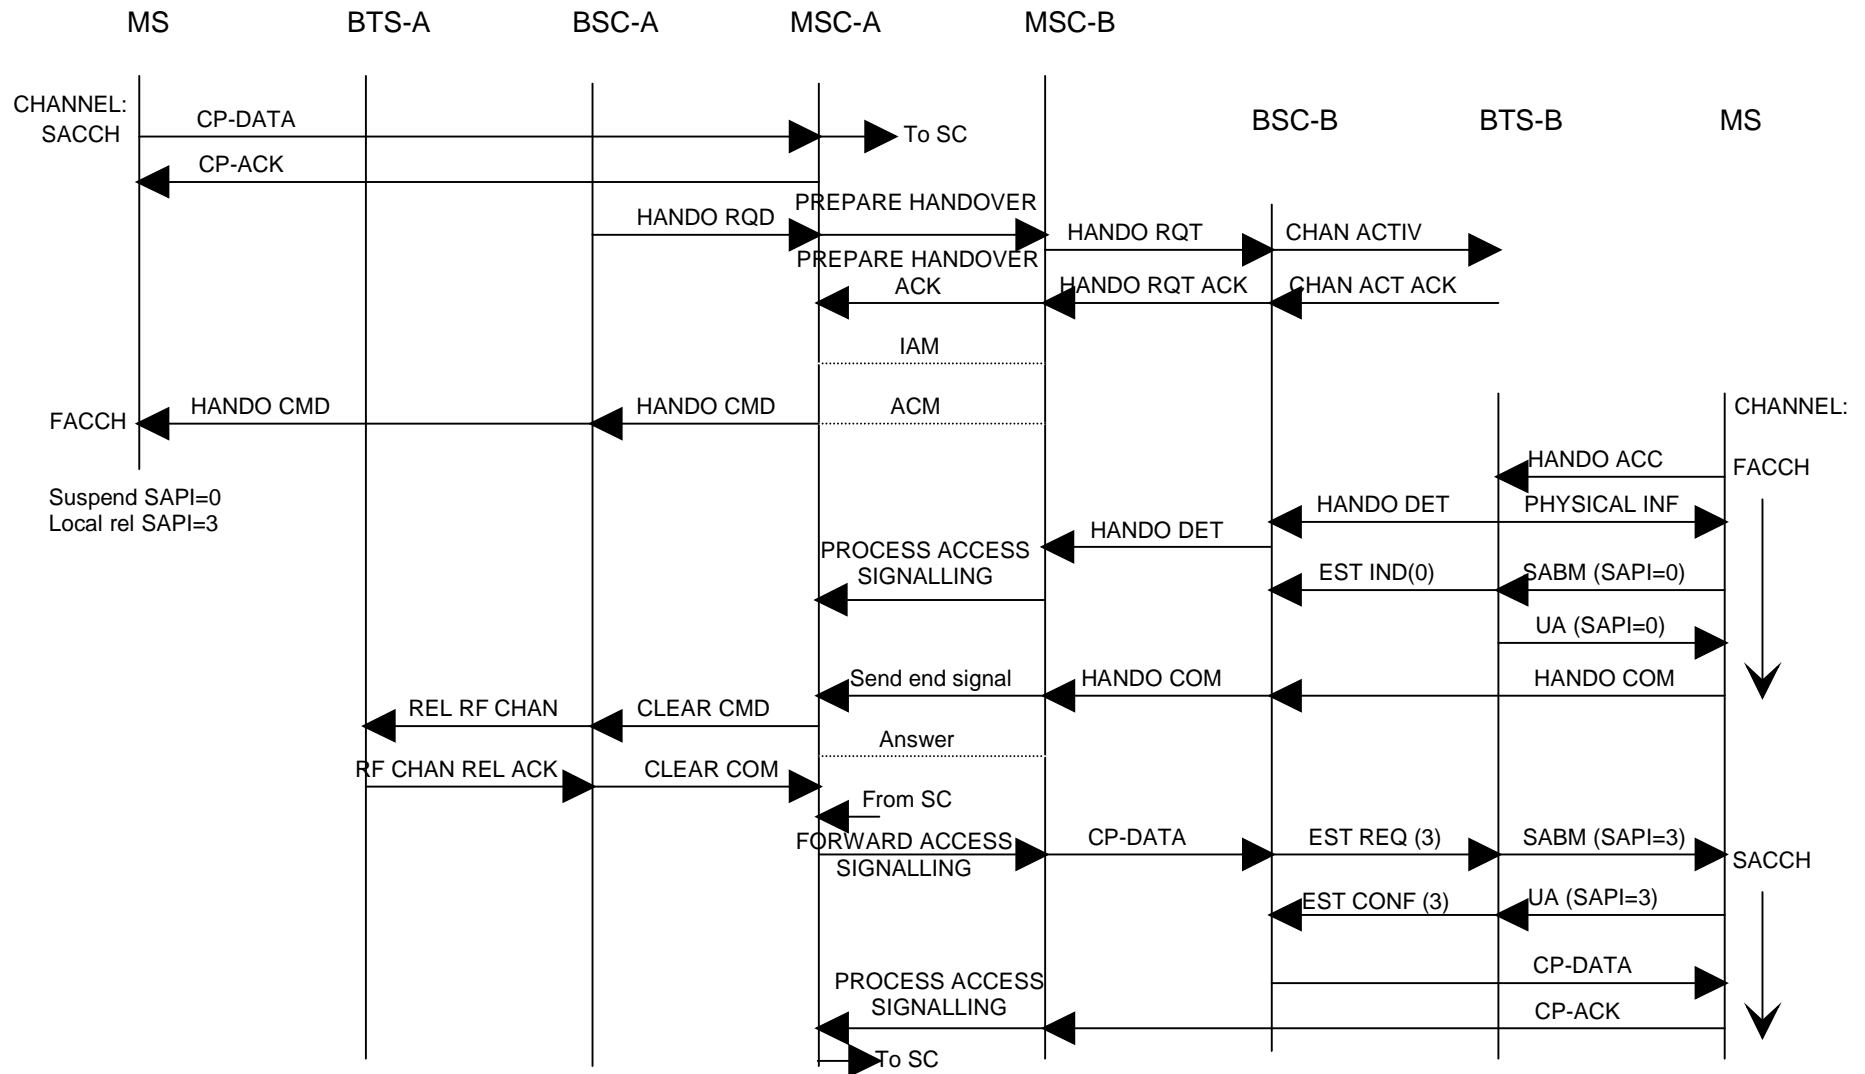 MS BTS-A BSC-A MSC-A MSC-B
CHANNEL:
SACCH CP-DATA To SC BSC-B BTS-B MS
CP-ACK
HANDO RQD PREPARE HANDOVER HANDO RQT CHAN ACTIV
PREPARE HANDOVER
ACK HANDO RQT ACK CHAN ACT ACK
IAM
FACCH HANDO CMD HANDO CMD ACM CHANNEL:
HANDO ACC FACCH
Suspend SAPI=0
Local rel SAPI=3
HANDO DET PHYSICAL INF
HANDO DET
PROCESS ACCESS
SIGNALLING
EST IND(0) SABM (SAPI=0)
UA (SAPI=0)
Send end signal HANDO COM HANDO COM
REL RF CHAN CLEAR CMD
Answer
RF CHAN REL ACK CLEAR COM
From SC
FORWARD ACCESS
SIGNALLING
CP-DATA EST REQ (3) SABM (SAPI=3)
SACCH
EST CONF (3) UA (SAPI=3)
CP-DATA
PROCESS ACCESS
SIGNALLING
CP-ACK
To SC